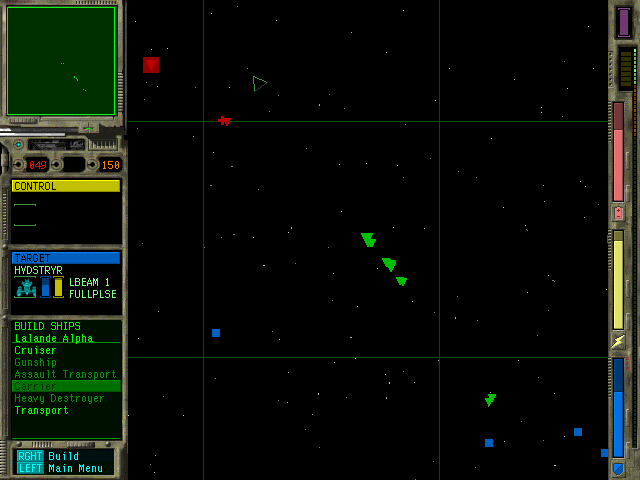 049 150
CONTROL
TARGET
HVDSTRYR
LBEAM 1
FULLPLSE
BUILD SHIPS
Lalande Alpha
Cruiser
Gunship
Assault Transport
Carrier
Heavy Destroyer
Transport
RGHT Build
LEFT Main Menu